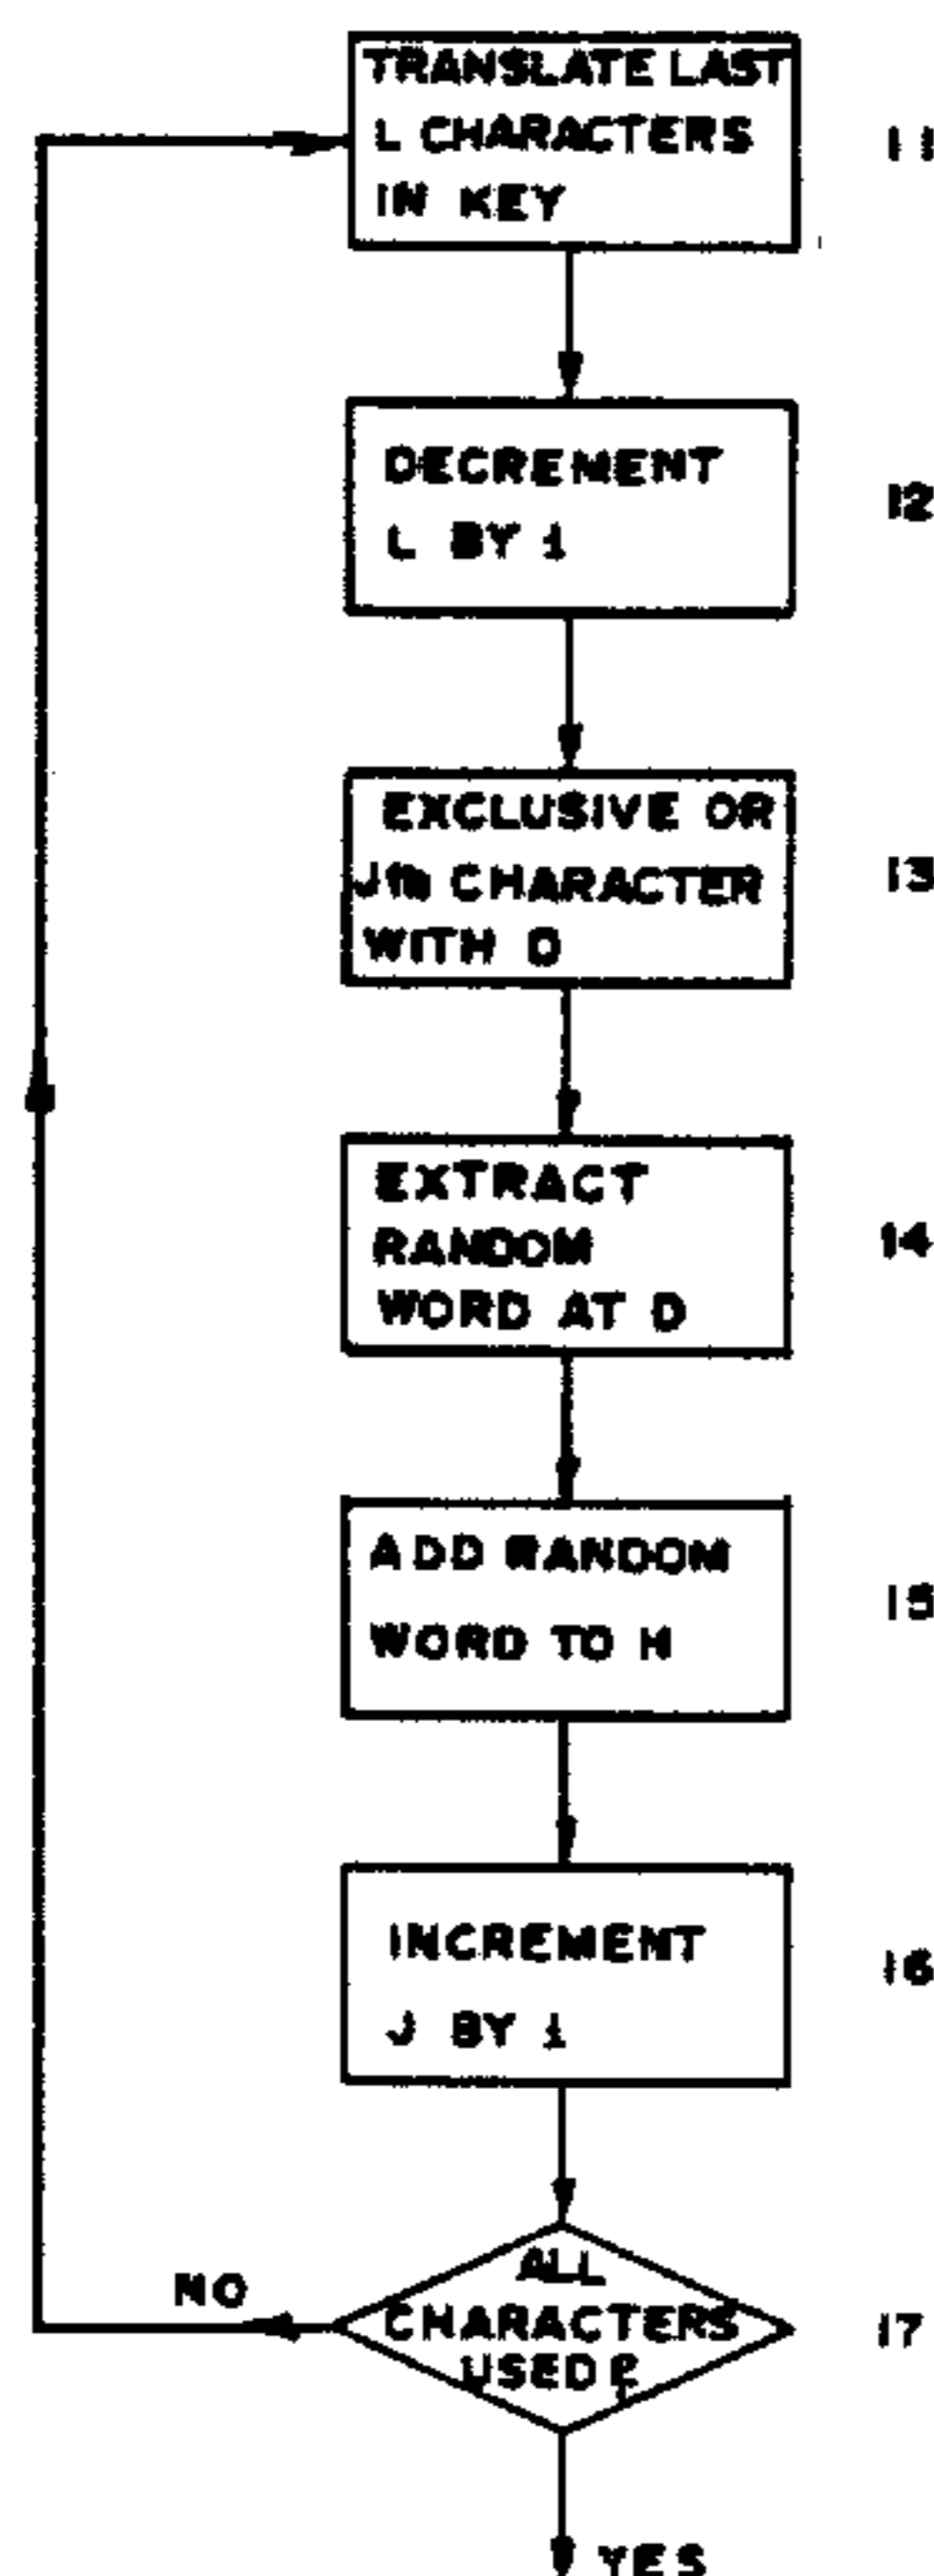 TRANSLATE LAST
L CHARACTERS
IN KEY
11
DECREMENT
L BY 1
12
EXCLUSIVE OR
JTH CHARACTER
WITH D
13
EXTRACT
RANDOM
WORD AT D
14
ADD RANDOM
WORD TO H
15
INCREMENT
J BY 1
16
ALL
CHARACTERS
USED ?
17
NO
YES